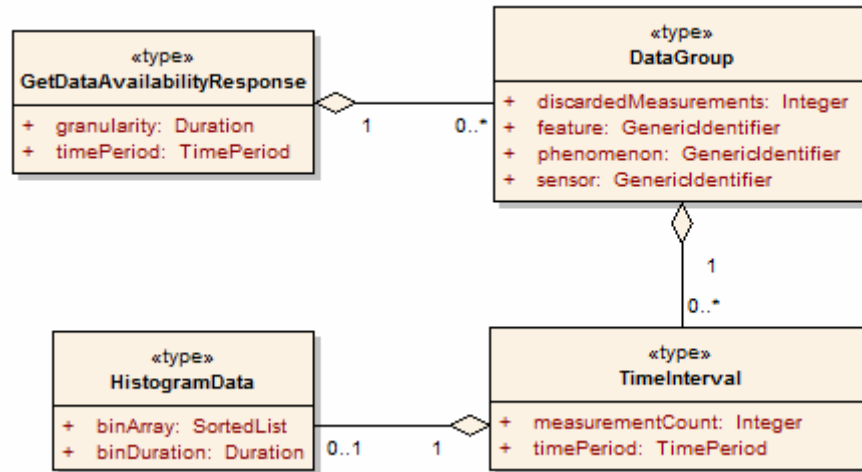 «type»
GetDataAvailabilityResponse
+ granularity: Duration
+ timePeriod: TimePeriod
1
0..*
«type»
DataGroup
+ discardedMeasurements: Integer
+ feature: GenericIdentifier
+ phenomenon: GenericIdentifier
+ sensor: GenericIdentifier
1
0..*
«type»
HistogramData
+ binArray: SortedList
+ binDuration: Duration
0..1
1
«type»
TimeInterval
+ measurementCount: Integer
+ timePeriod: TimePeriod